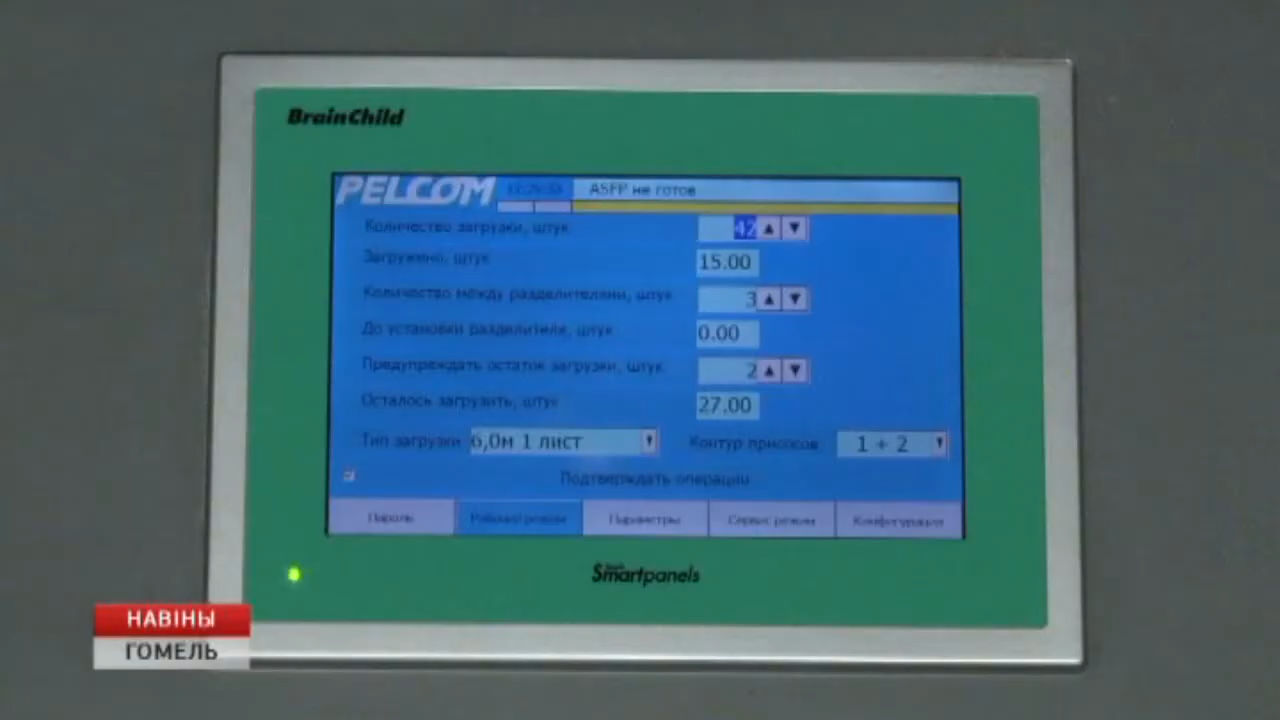 BrainChild
PELCOM ASFP не готов
Количество загрузки, штук 42
Загружено, штук 15.00
Количество между разделителями, штук 3
До установки разделителя, штук 0.00
Предупреждать остаток загрузки, штук 2
Осталось загрузить, штук 27.00
Тип загрузки 6,0м 1 лист Контур присосов 1 + 2
Подтверждать операции
Пароль Рабочий режим Параметры Сервис режим Конфигурация
Smartpanels
НАВІНЫ
ГОМЕЛЬ